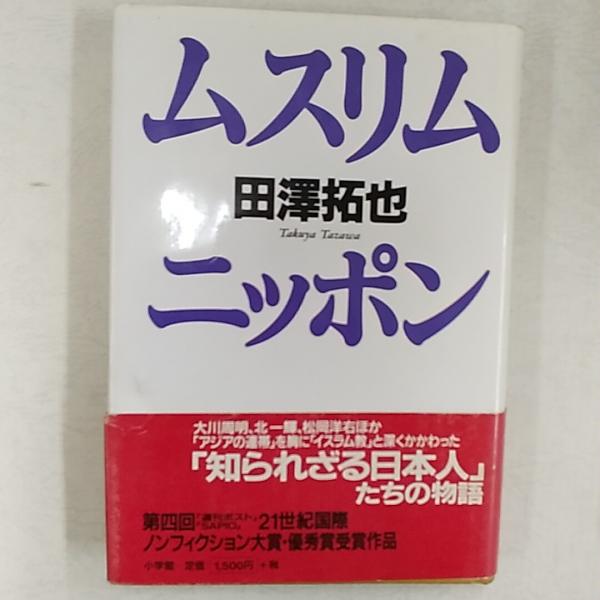 ムスリム
田澤拓也
Takuya Tazawa
ニッポン
大川周明、北一輝、松岡洋右ほか
「アジアの連帯」を胸に「イスラム教」と深くかかわった
「知られざる日本人」
たちの物語
第四回「週刊ポスト」「SAPIO」21世紀国際
ノンフィクション大賞・優秀賞受賞作品
小学館 定価 1,500円 +税